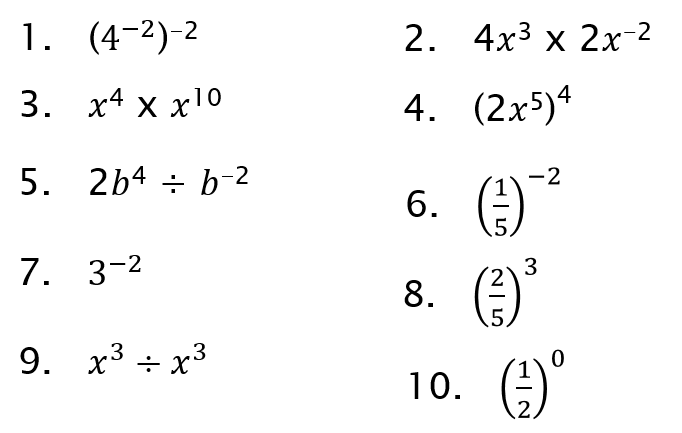 1. (4⁻²)⁻² 2. 4x³ x 2x⁻²
3. x⁴ x x¹⁰ 4. (2x⁵)⁴
5. 2b⁴ ÷ b⁻² 6. (1/5)⁻²
7. 3⁻² 8. (2/5)³
9. x³ ÷ x³ 10. (1/2)⁰